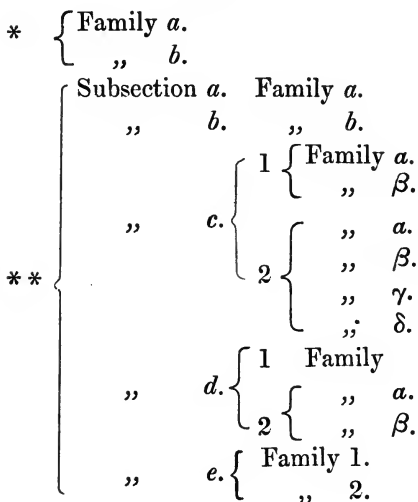 * { Family a.
„ b.
Subsection a. Family a.
„ b. „ b.
1 { Family a.
„ β.
„ c. {
„ a.
** { „ β.
2 { „ γ.
„ δ.
1 Family
„ d. { „ a.
2 { „ β.
„ e. { Family 1.
„ 2.